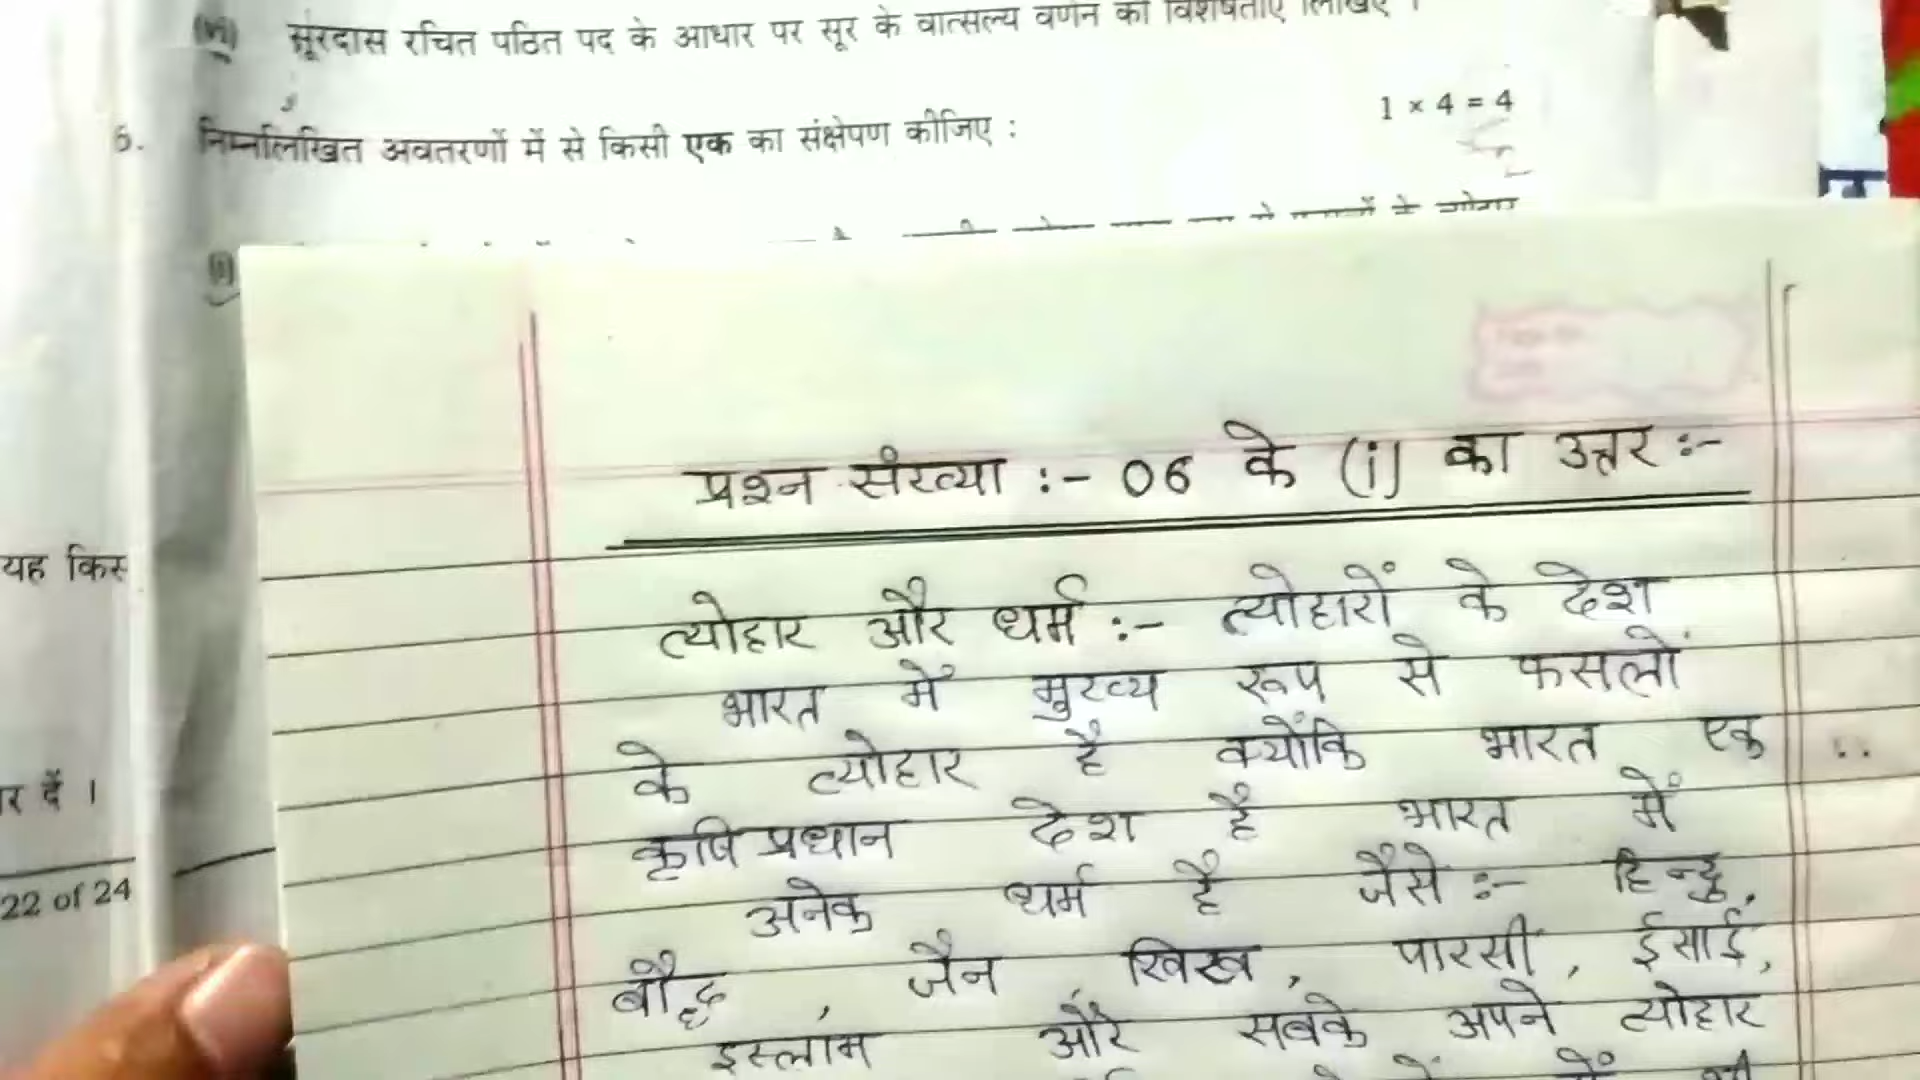 सूरदास रचित पठित पद के आधार पर सूर के वात्सल्य वर्णन की विशेषताएँ लिखिए ।
6. निम्नलिखित अवतरणों में से किसी एक का संक्षेपण कीजिए : 1 × 4 = 4
(i)
प्रश्न संख्या :- 06 के (i) का उत्तर :-
त्योहार और धर्म :- त्योहारों के देश
भारत में मुख्य रूप से फसलों
के त्योहार है क्योंकि भारत एक
कृषि प्रधान देश है भारत में
अनेक धर्म है जैसे :- हिन्दु,
बौद्ध, जैन, सिख, पारसी, ईसाई,
इस्लाम और सबके अपने त्योहार
यह किस
र दें ।
22 of 24